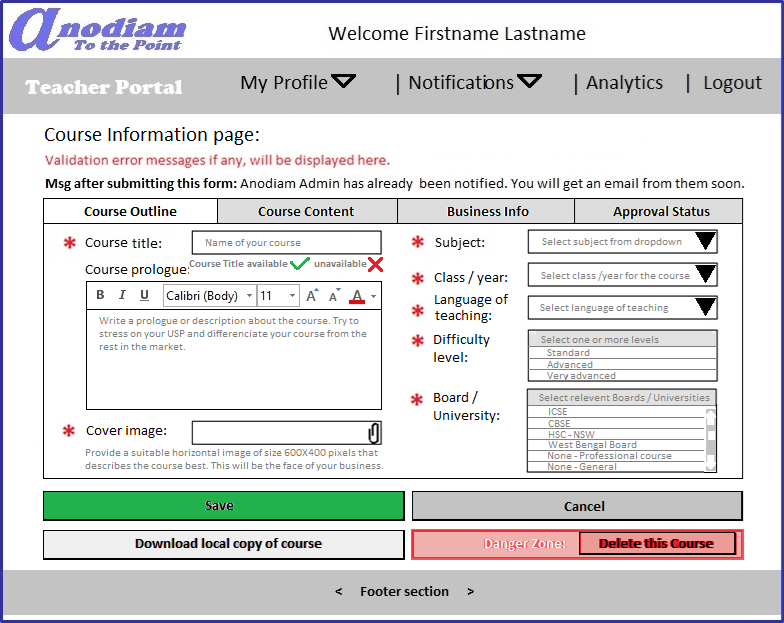 Anodiam
To the Point
Welcome Firstname Lastname
Teacher Portal
My Profile | Notifications | Analytics | Logout
Course Information page:
Validation error messages if any, will be displayed here.
Msg after submitting this form: Anodiam Admin has already been notified. You will get an email from them soon.
Course Outline
Course Content
Business Info
Approval Status
* Course title:
Name of your course
Course Title available unavailable
Course prologue:
B I U Calibri (Body) 11 A A A
Write a prologue or description about the course. Try to
stress on your USP and differenciate your course from the
rest in the market.
* Cover image:
Provide a suitable horizontal image of size 600X400 pixels that
describes the course best. This will be the face of your business.
* Subject:
Select subject from dropdown
* Class / year:
Select class /year for the course
* Language of
teaching:
Select language of teaching
* Difficulty
level:
Select one or more levels
Standard
Advanced
Very advanced
* Board /
University:
Select relevent Boards / Universities
ICSE
CBSE
HSC - NSW
West Bengal Board
None - Professional course
None - General
Save
Cancel
Download local copy of course
Danger Zone:
Delete this Course
< Footer section >